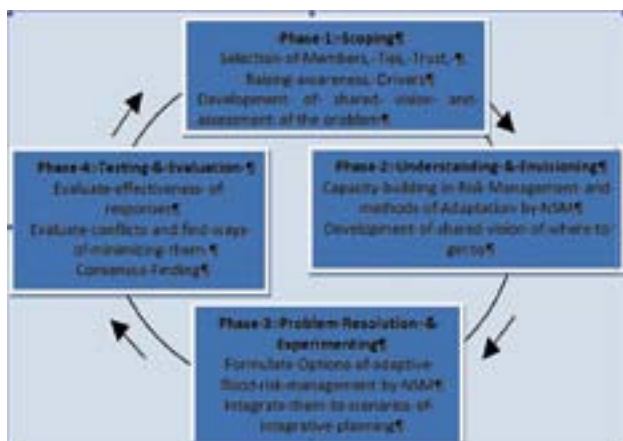 Phase 1: Scoping¶
Selection of Members, Ties, Trust, ¶
Raising awareness, Drivers¶
Development of shared vision and
assessment of the problem¶
Phase 2: Understanding & Envisioning¶
Capacity building in Risk Management and
methods of Adaptation by NSM¶
Development of shared vision of where to
get to¶
Phase 3: Problem Resolution &
Experimenting¶
Formulate Options of adaptive
flood risk management by NSM¶
Integrate them to scenarios of
integrative planning¶
Phase 4: Testing & Evaluation ¶
Evaluate effectiveness of
responses¶
Evaluate conflicts and find ways
of minimizing them. ¶
Consensus Finding¶